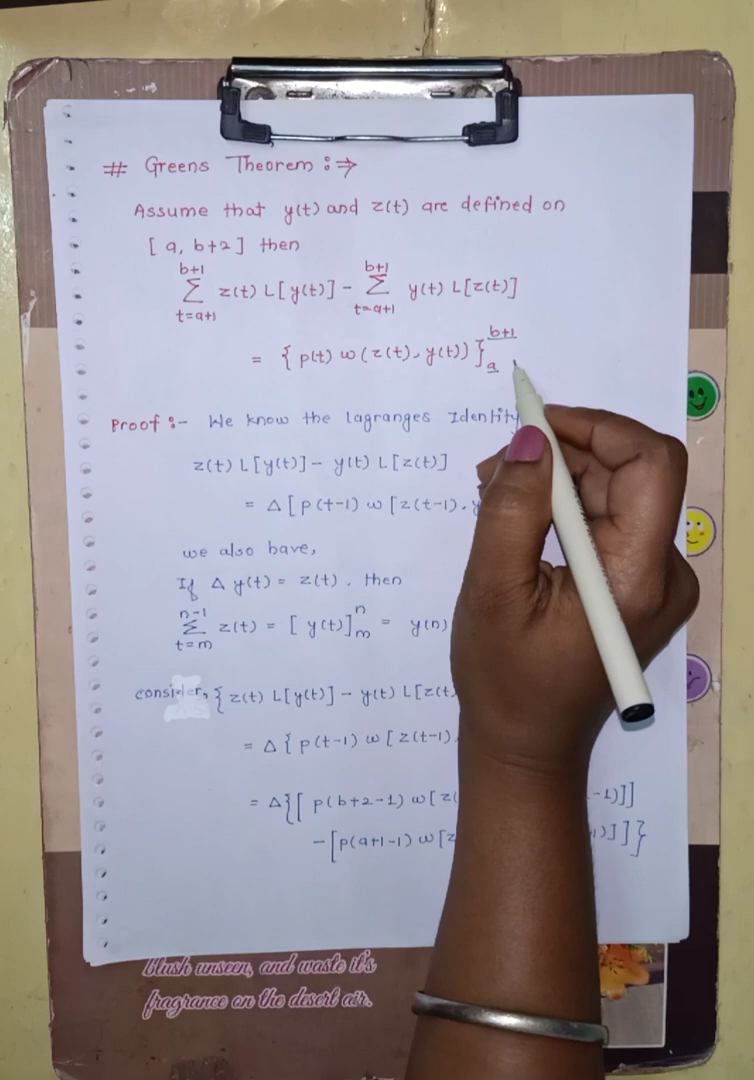 # Greens Theorem :⇒
Assume that y(t) and z(t) are defined on
[ a, b+2 ] then
b+1 ∑ t=a+1 z(t) L[y(t)] - b+1 ∑ t=a+1 y(t) L[z(t)]
= { p(t) w(z(t), y(t)) } b+1 a
Proof :- We know the Lagranges Identity
z(t) L[y(t)] - y(t) L[z(t)]
= Δ[ p(t-1) w[z(t-1), y
we also have,
If Δ y(t) = z(t), then
n-1 ∑ t=m z(t) = [ y(t) ] n m = y(n)
consider, { z(t) L[y(t)] - y(t) L[z(t)
= Δ { p(t-1) w[ z(t-1),
= Δ{[ p(b+2-1) w[z( -1)]]
-[p(a+1-1) w[z 1)]]}
blush unseen, and waste it's
fragrance on the desert air.